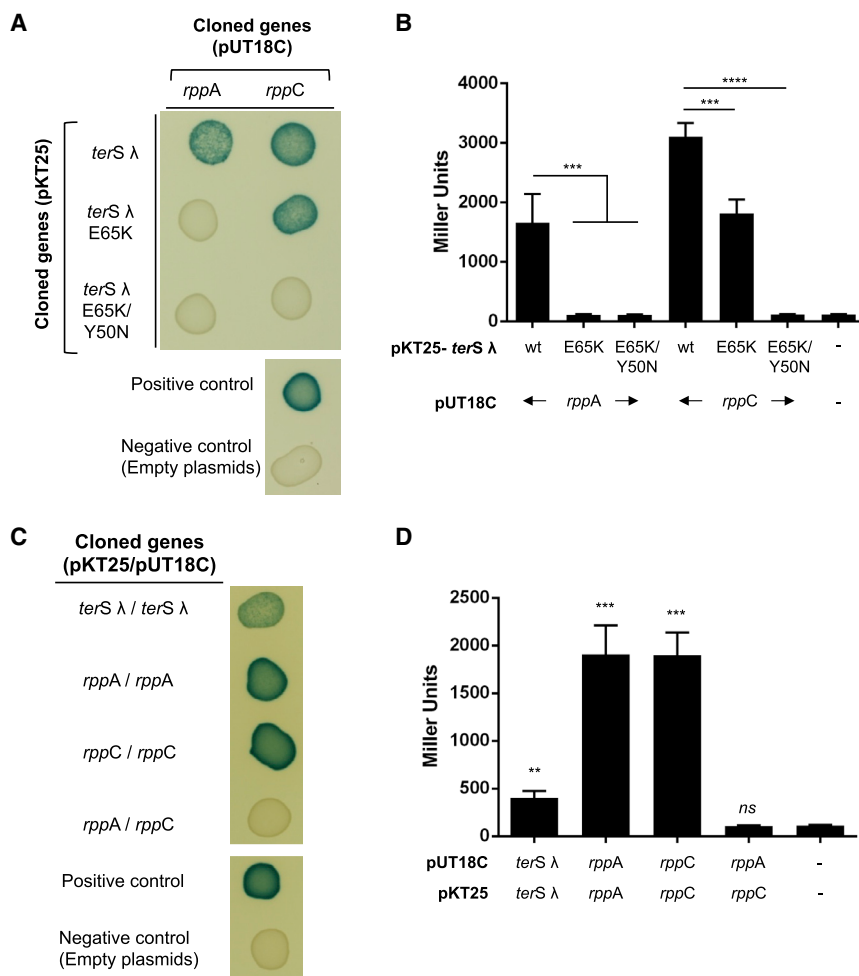 A
Cloned genes
(pUT18C)
rppA
rppC
Cloned genes (pKT25)
terS λ
terS λ
E65K
terS λ
E65K/
Y50N
Positive control
Negative control
(Empty plasmids)
B
Miller Units
4000
3000
2000
1000
0
***
***
****
pKT25- terS λ
wt
E65K
E65K/
Y50N
wt
E65K
E65K/
Y50N
-
pUT18C
← rppA →
← rppC →
-
C
Cloned genes
(pKT25/pUT18C)
terS λ / terS λ
rppA / rppA
rppC / rppC
rppA / rppC
Positive control
Negative control
(Empty plasmids)
D
Miller Units
2500
2000
1500
1000
500
0
**
***
***
ns
pUT18C terS λ rppA rppC rppA -
pKT25 terS λ rppA rppC rppC -